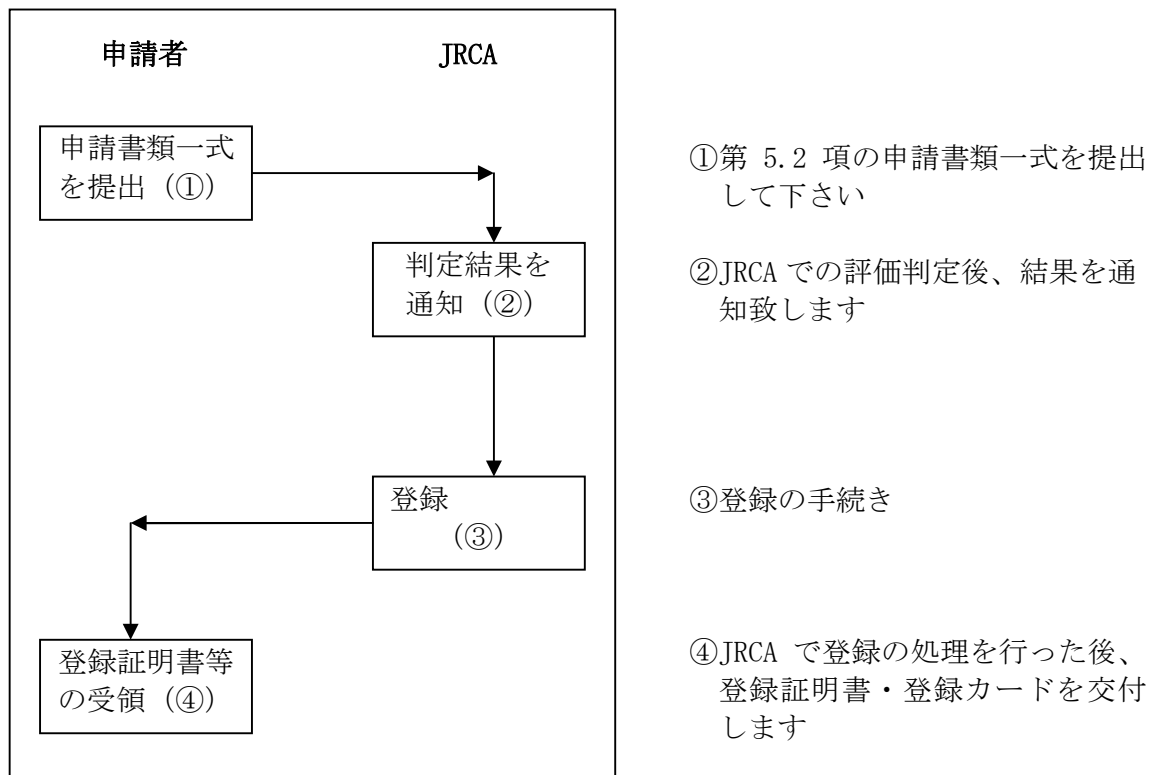 申請者 JRCA
申請書類一式
を提出（①）
①第 5.2 項の申請書類一式を提出
して下さい
判定結果を
通知（②）
②JRCA での評価判定後、結果を通
知致します
登録
（③）
③登録の手続き
登録証明書等
の受領（④）
④JRCA で登録の処理を行った後、
登録証明書・登録カードを交付
します